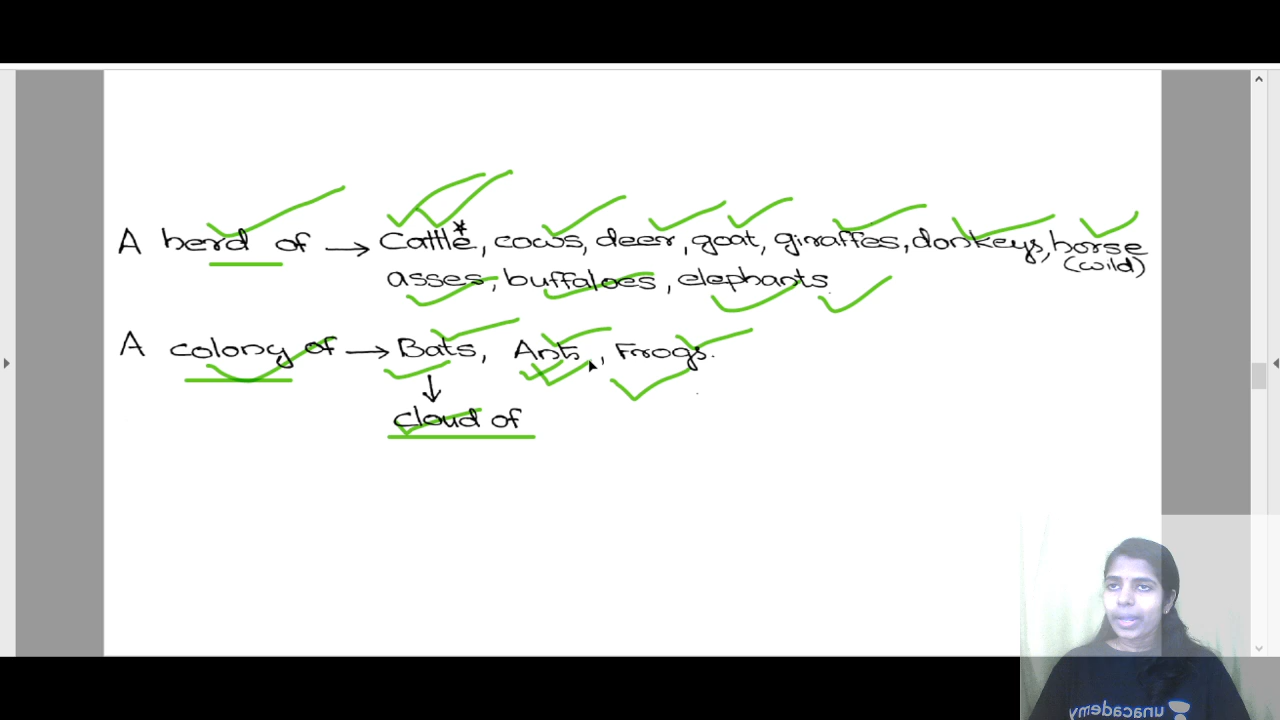 A herd of → Cattle*, cows, deer, goat, giraffes, donkeys, horse
(wild)
asses, buffaloes, elephants.
A colony of → Bats, Ants, Frogs.
↓
cloud of
unacademy